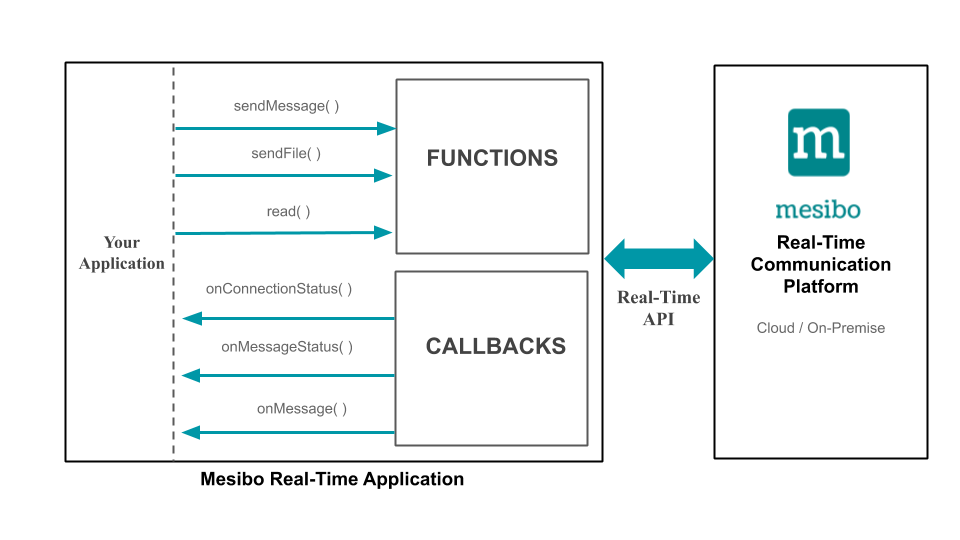 sendMessage( )
sendFile( )
read( )
FUNCTIONS
Your
Application
onConnectionStatus( )
onMessageStatus( )
onMessage( )
CALLBACKS
Mesibo Real-Time Application
Real-Time
API
m
mesibo
Real-Time
Communication
Platform
Cloud / On-Premise